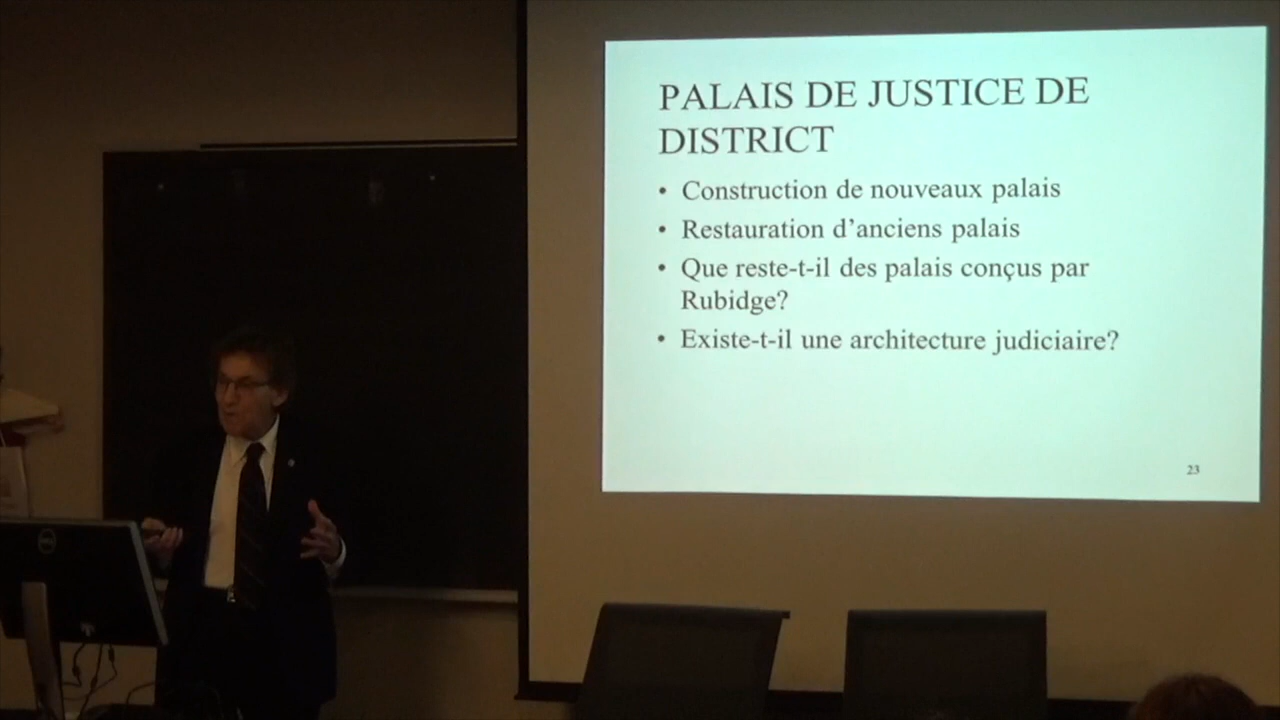 PALAIS DE JUSTICE DE
DISTRICT
• Construction de nouveaux palais
• Restauration d'anciens palais
• Que reste-t-il des palais conçus par
Rubidge?
• Existe-t-il une architecture judiciaire?
23